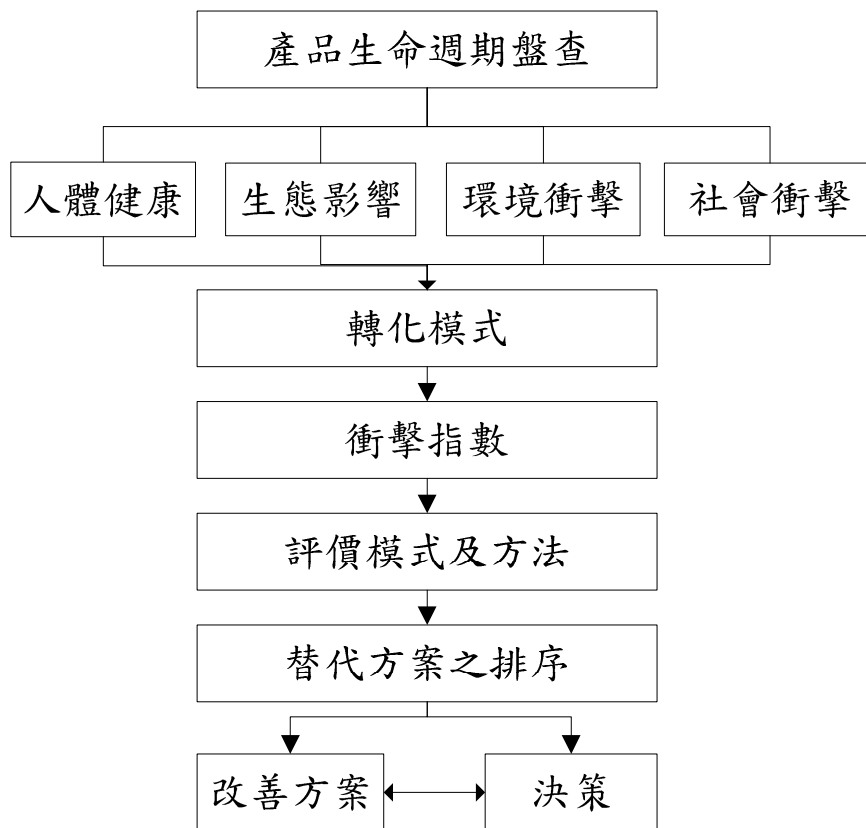 產品生命週期盤查
人體健康
生態影響
環境衝擊
社會衝擊
轉化模式
衝擊指數
評價模式及方法
替代方案之排序
改善方案
決策